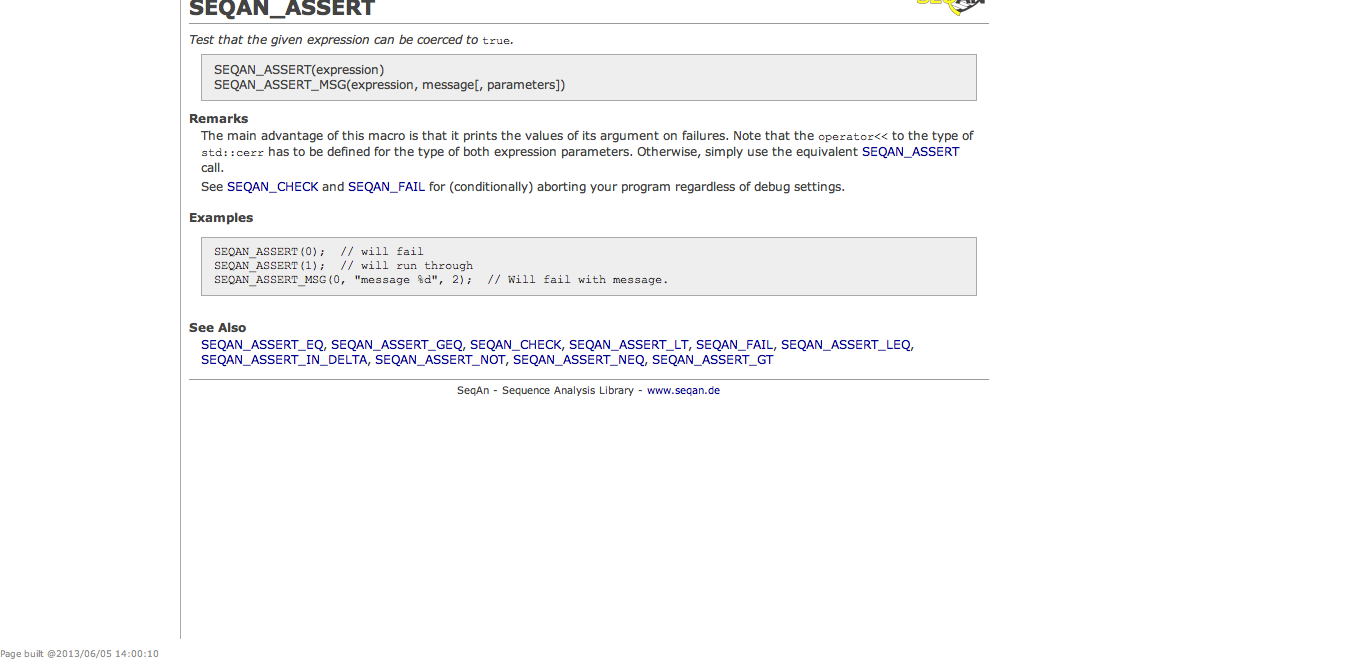 SEQAN_ASSERT
Test that the given expression can be coerced to true.
SEQAN_ASSERT(expression)
SEQAN_ASSERT_MSG(expression, message[, parameters])
Remarks
The main advantage of this macro is that it prints the values of its argument on failures. Note that the operator<< to the type of
std::cerr has to be defined for the type of both expression parameters. Otherwise, simply use the equivalent SEQAN_ASSERT
call.
See SEQAN_CHECK and SEQAN_FAIL for (conditionally) aborting your program regardless of debug settings.
Examples
SEQAN_ASSERT(0);  // will fail
SEQAN_ASSERT(1);  // will run through
SEQAN_ASSERT_MSG(0, "message %d", 2);  // Will fail with message.
See Also
SEQAN_ASSERT_EQ, SEQAN_ASSERT_GEQ, SEQAN_CHECK, SEQAN_ASSERT_LT, SEQAN_FAIL, SEQAN_ASSERT_LEQ,
SEQAN_ASSERT_IN_DELTA, SEQAN_ASSERT_NOT, SEQAN_ASSERT_NEQ, SEQAN_ASSERT_GT
SeqAn - Sequence Analysis Library - www.seqan.de
Page built @2013/06/05 14:00:10